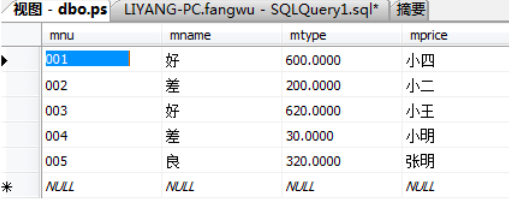 视图 - dbo.ps LIYANG-PC.fangwu - SQLQuery1.sql* 摘要
mnu mname mtype mprice
001 好 600.0000 小四
002 差 200.0000 小二
003 好 620.0000 小王
004 差 30.0000 小明
005 良 320.0000 张明
NULL NULL NULL NULL